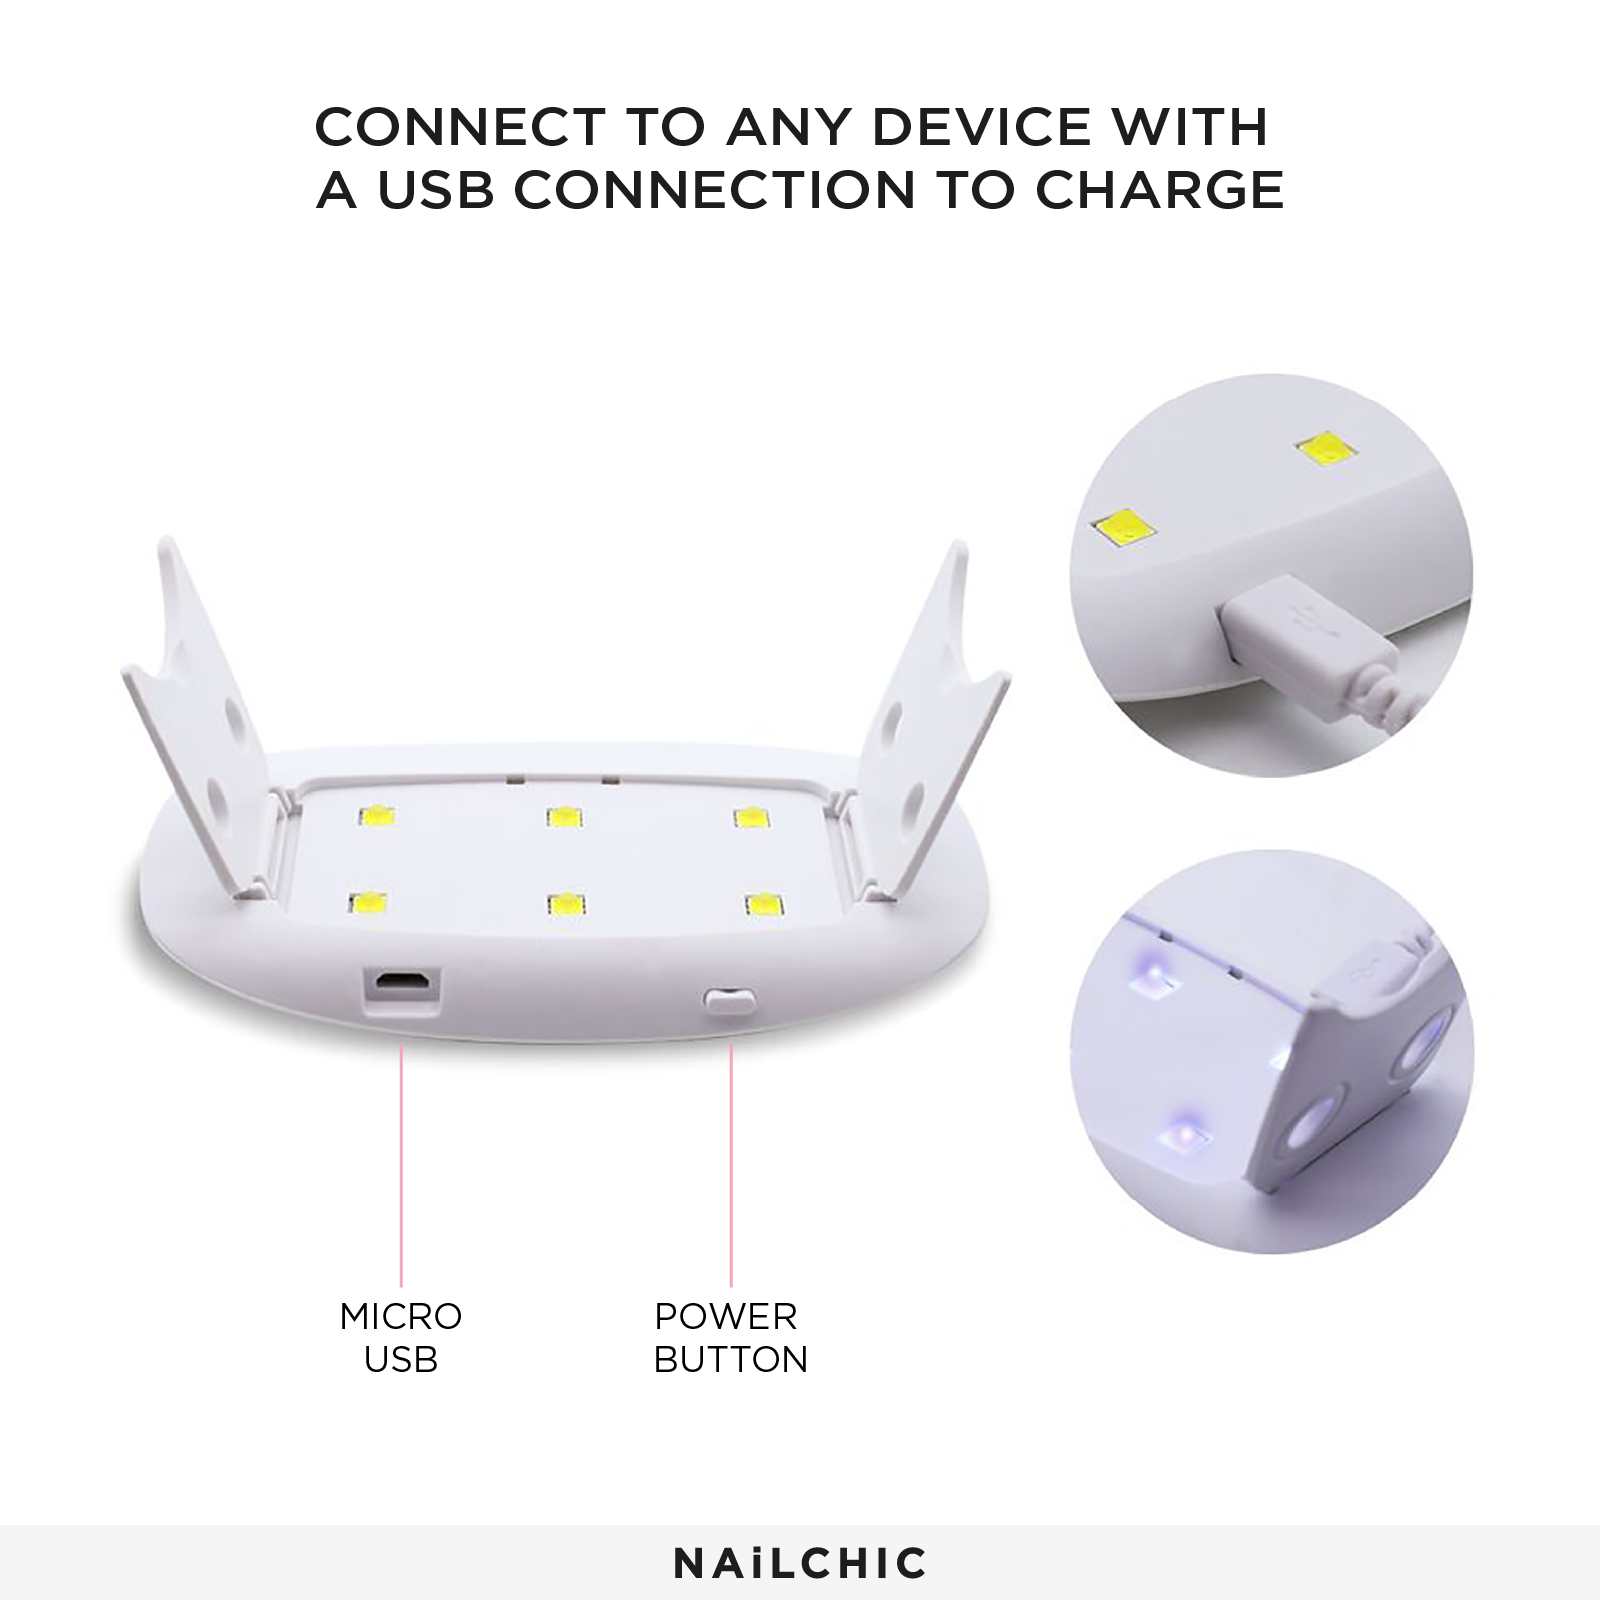 CONNECT TO ANY DEVICE WITH
A USB CONNECTION TO CHARGE
MICRO
USB
POWER
BUTTON
NAiLCHIC